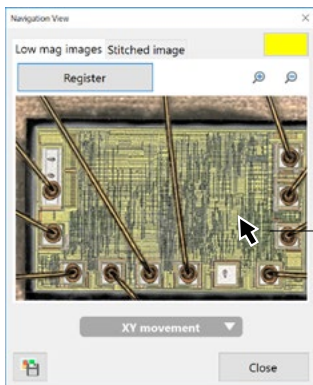 Navigation View
Low mag images Stitched image
Register
XY movement
Close